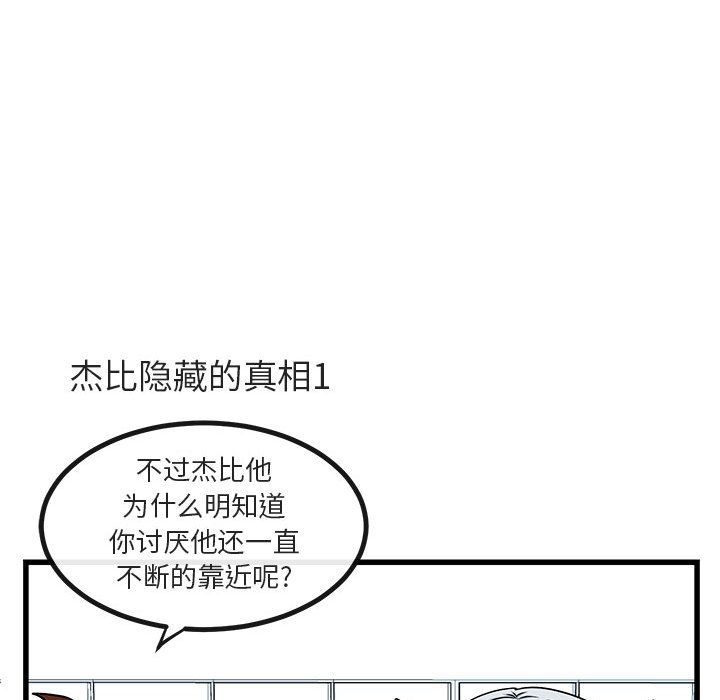 杰比隐藏的真相1
不过杰比他
为什么明知道
你讨厌他还一直
不断的靠近呢?